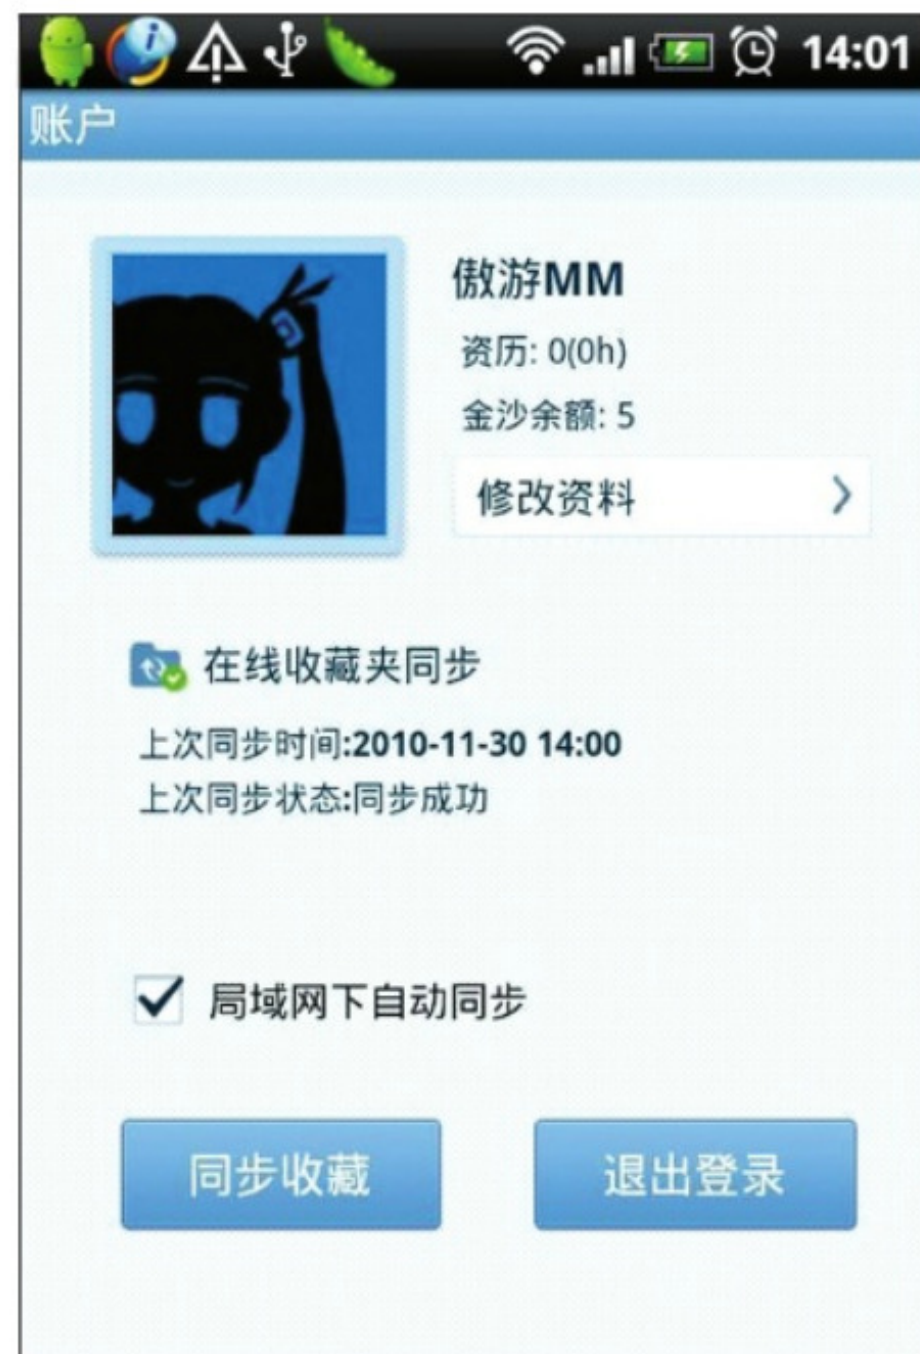 14:01
账户
傲游MM
资历: 0(0h)
金沙余额: 5
修改资料
在线收藏夹同步
上次同步时间:2010-11-30 14:00
上次同步状态:同步成功
局域网下自动同步
同步收藏 退出登录